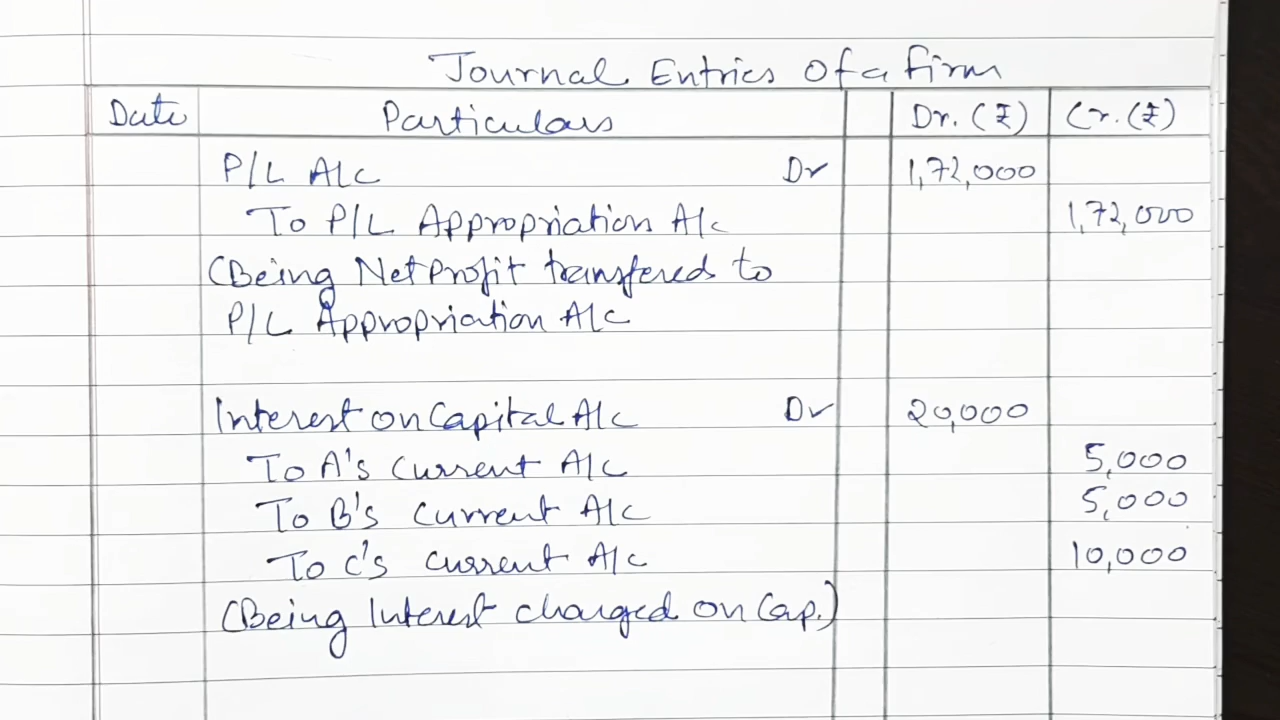 Journal Entries Of a firm
Date Particulars Dr. (₹) Cr. (₹)
P/L A/c Dr 1,72,000
To P/L Appropriation A/c 1,72,000
(Being Net Profit transfered to
P/L Appropriation A/c
Interest on Capital A/c Dr 20,000
To A's Current A/c 5,000
To B's Current A/c 5,000
To C's Current A/c 10,000
(Being Interest charged on Cap.)